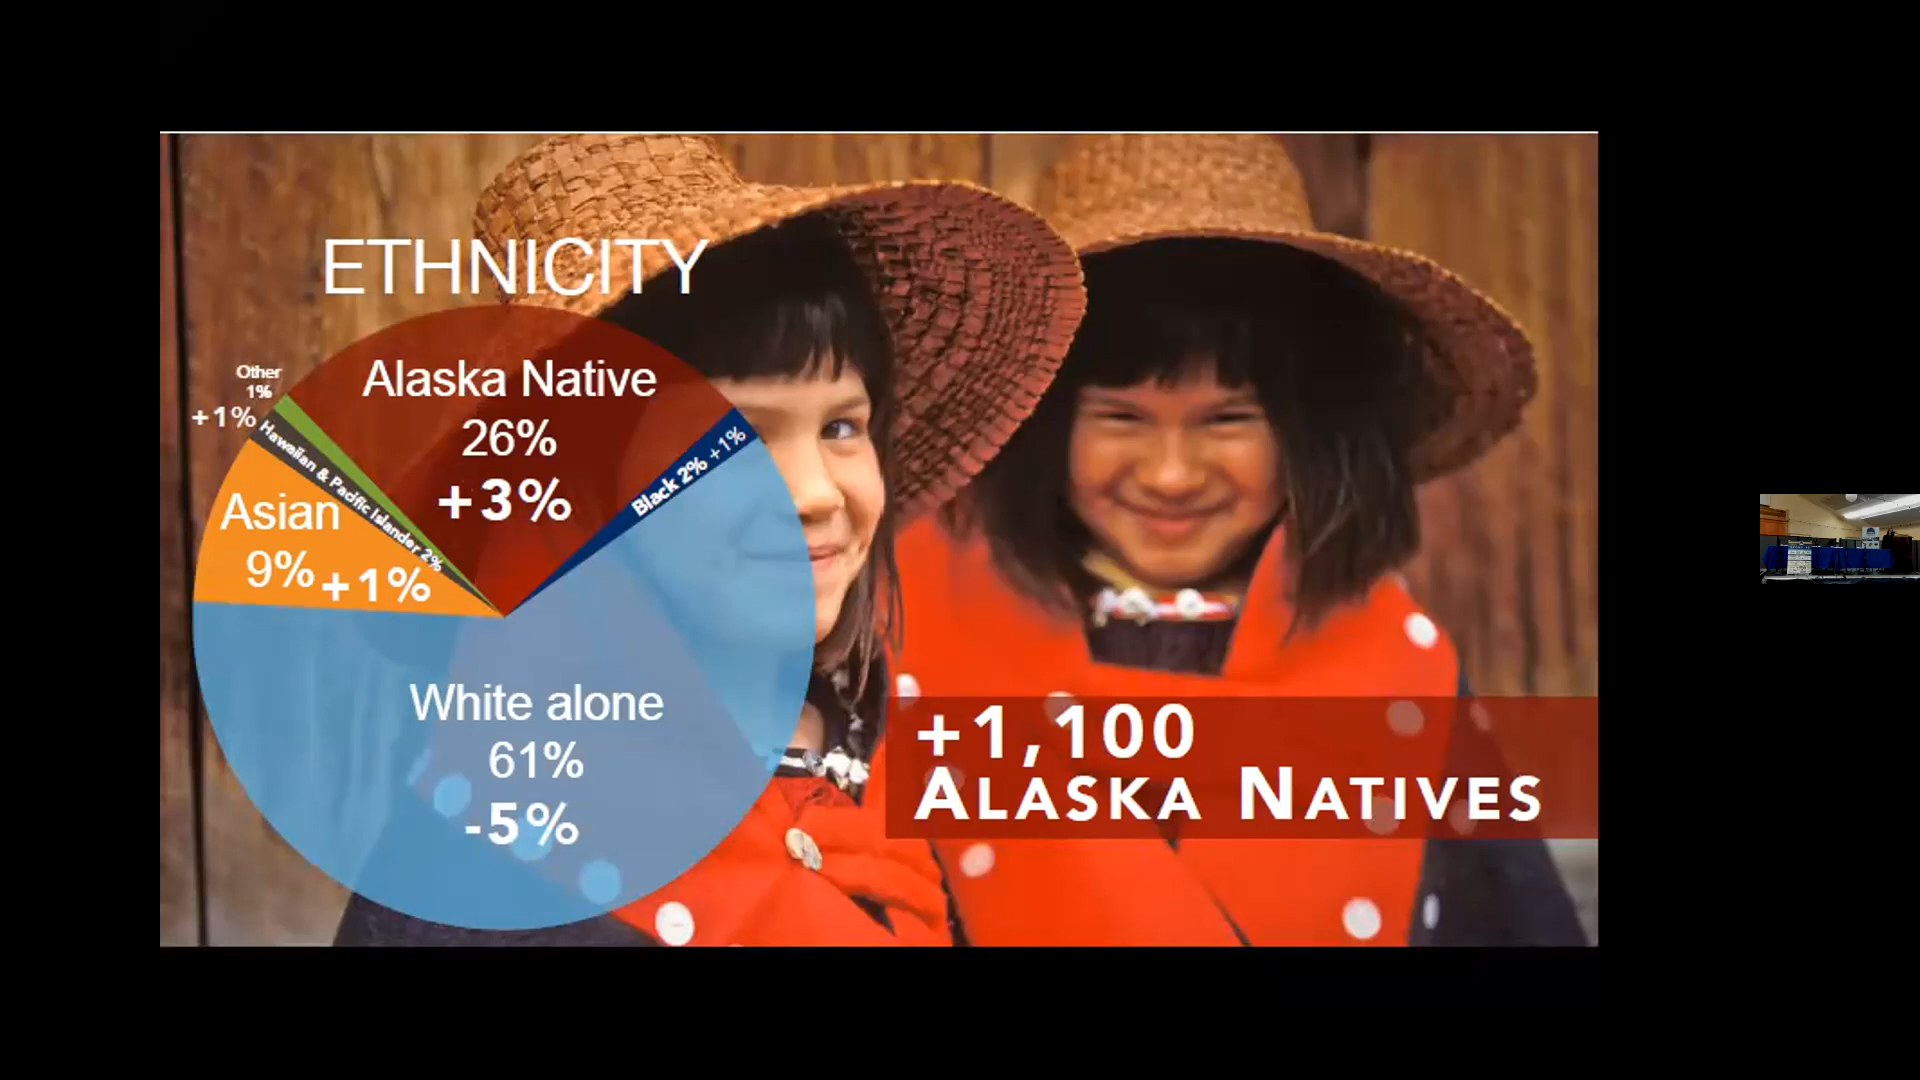 ETHNICITY
Alaska Native
26%
+3%
Other
1%
+1%
Hawaiian & Pacific Islander 2%
Black 2% +1%
Asian
9% +1%
White alone
61%
-5%
+1,100
ALASKA NATIVES